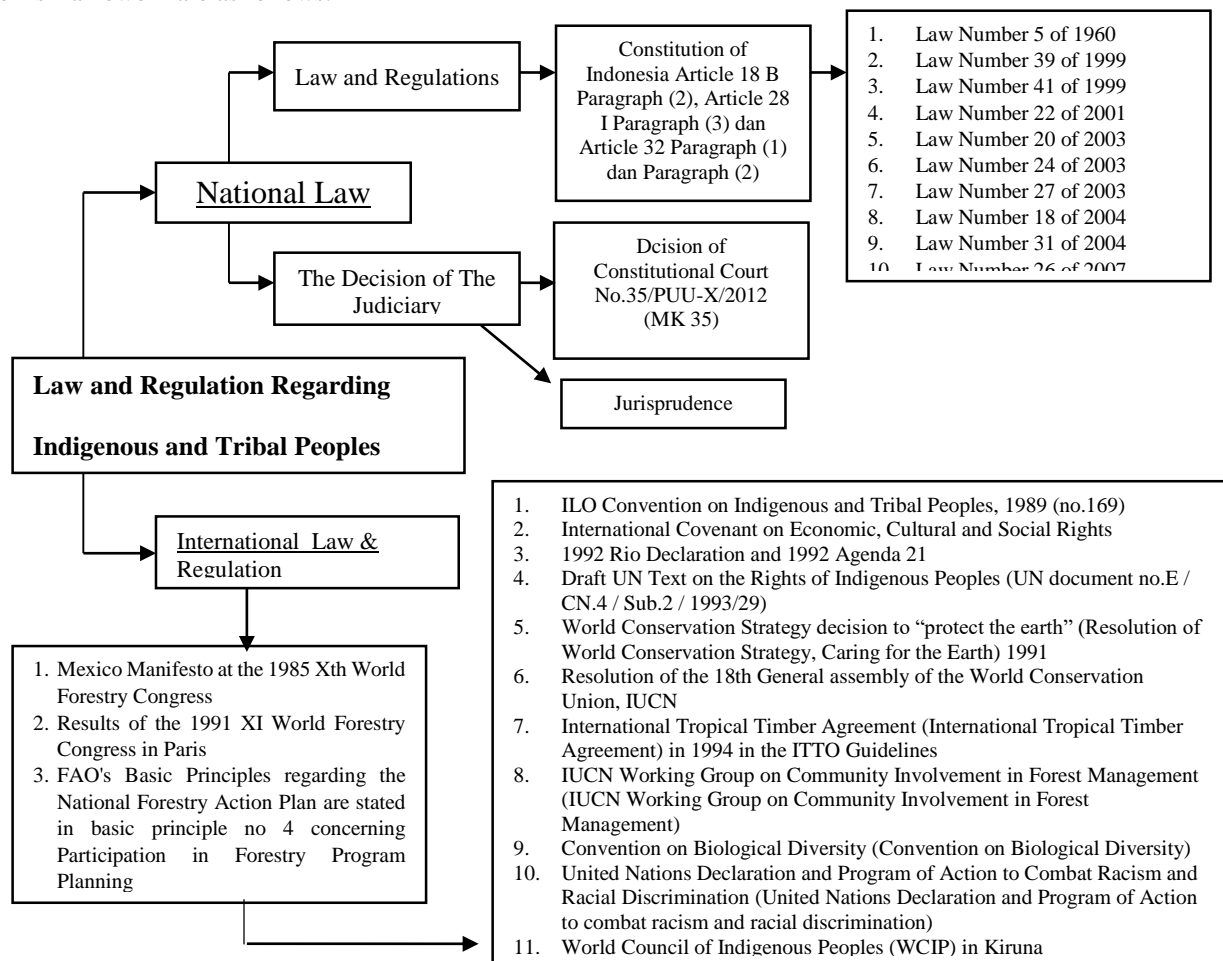 Law and Regulations
Constitution of
Indonesia Article 18 B
Paragraph (2), Article 28
I Paragraph (3) dan
Article 32 Paragraph (1)
dan Paragraph (2)
1. Law Number 5 of 1960
2. Law Number 39 of 1999
3. Law Number 41 of 1999
4. Law Number 22 of 2001
5. Law Number 20 of 2003
6. Law Number 24 of 2003
7. Law Number 27 of 2003
8. Law Number 18 of 2004
9. Law Number 31 of 2004
10. Law Number 26 of 2007
National Law
The Decision of The
Judiciary
Dcision of
Constitutional Court
No.35/PUU-X/2012
(MK 35)
Jurisprudence
Law and Regulation Regarding
Indigenous and Tribal Peoples
International Law &
Regulation
1. Mexico Manifesto at the 1985 Xth World
Forestry Congress
2. Results of the 1991 XI World Forestry
Congress in Paris
3. FAO's Basic Principles regarding the
National Forestry Action Plan are stated
in basic principle no 4 concerning
Participation in Forestry Program
Planning
1. ILO Convention on Indigenous and Tribal Peoples, 1989 (no.169)
2. International Covenant on Economic, Cultural and Social Rights
3. 1992 Rio Declaration and 1992 Agenda 21
4. Draft UN Text on the Rights of Indigenous Peoples (UN document no.E /
CN.4 / Sub.2 / 1993/29)
5. World Conservation Strategy decision to “protect the earth” (Resolution of
World Conservation Strategy, Caring for the Earth) 1991
6. Resolution of the 18th General assembly of the World Conservation
Union, IUCN
7. International Tropical Timber Agreement (International Tropical Timber
Agreement) in 1994 in the ITTO Guidelines
8. IUCN Working Group on Community Involvement in Forest Management
(IUCN Working Group on Community Involvement in Forest
Management)
9. Convention on Biological Diversity (Convention on Biological Diversity)
10. United Nations Declaration and Program of Action to Combat Racism and
Racial Discrimination (United Nations Declaration and Program of Action
to combat racism and racial discrimination)
11. World Council of Indigenous Peoples (WCIP) in Kiruna